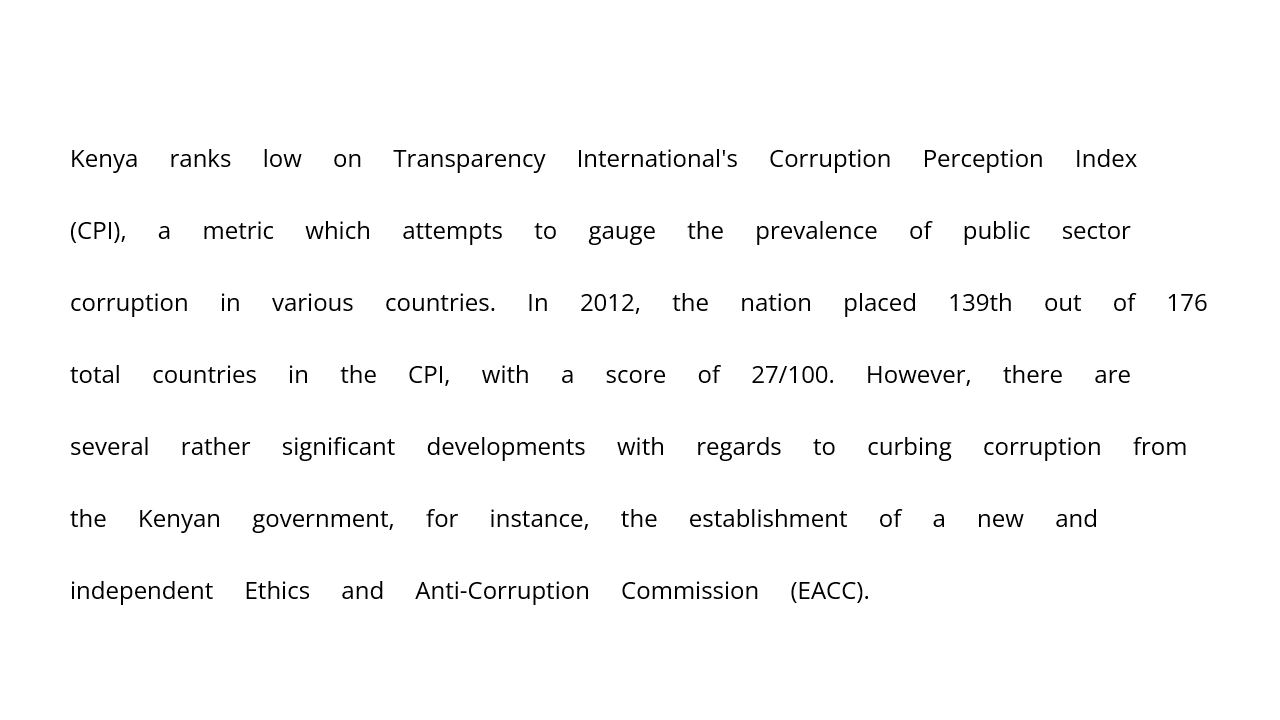 Kenya ranks low on Transparency International's Corruption Perception Index
(CPI), a metric which attempts to gauge the prevalence of public sector
corruption in various countries. In 2012, the nation placed 139th out of 176
total countries in the CPI, with a score of 27/100. However, there are
several rather significant developments with regards to curbing corruption from
the Kenyan government, for instance, the establishment of a new and
independent Ethics and Anti-Corruption Commission (EACC).